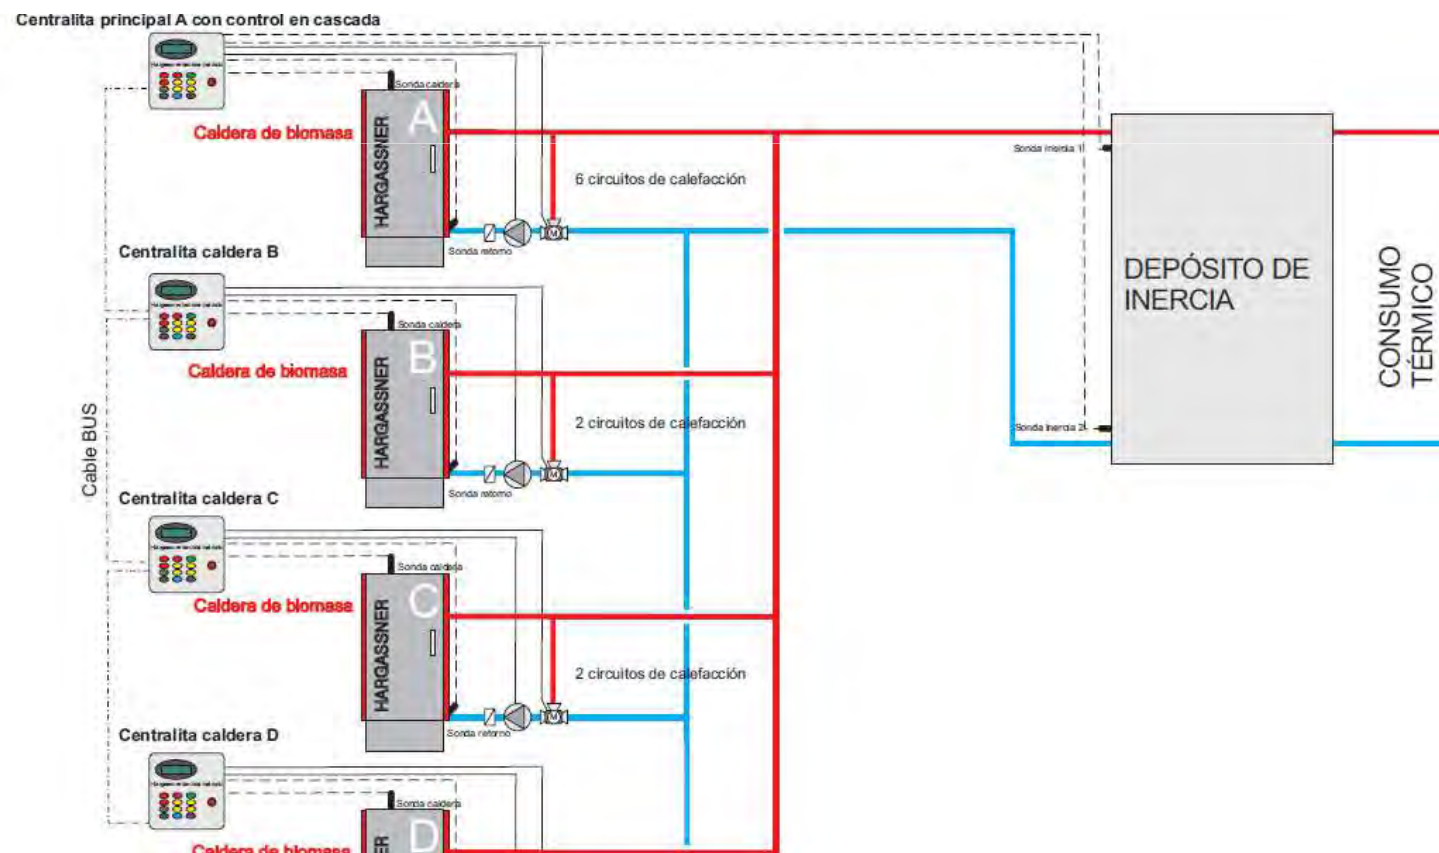 Centralita principal A con control en cascada
Sonda caldera
Caldera de biomasa
HARGASSNER
A
6 circuitos de calefacción
Sonda retorno
Sonda inercia 1
Centralita caldera B
Sonda caldera
Caldera de biomasa
HARGASSNER
B
2 circuitos de calefacción
Sonda retorno
DEPÓSITO DE
INERCIA
CONSUMO
TÉRMICO
Sonda inercia 2
Cable BUS
Centralita caldera C
Sonda caldera
Caldera de biomasa
HARGASSNER
C
2 circuitos de calefacción
Sonda retorno
Centralita caldera D
Sonda caldera
Caldera de biomasa
D
ER
M
M
M